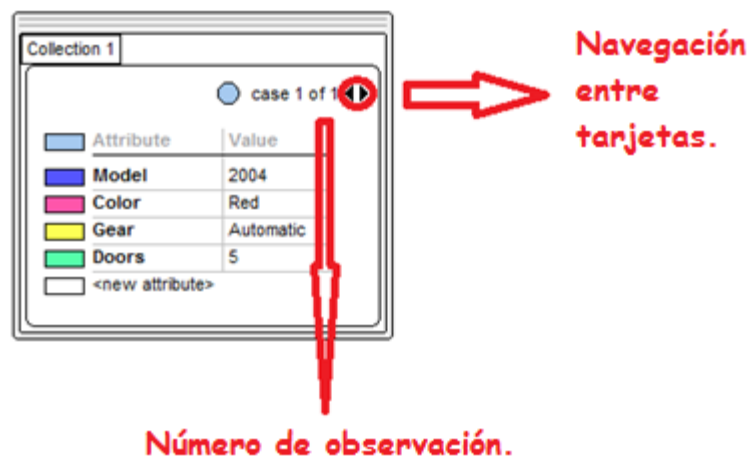 Collection 1
case 1 of 1
Attribute Value
Model 2004
Color Red
Gear Automatic
Doors 5
<new attribute>
Navegación
entre
tarjetas.
Número de observación.